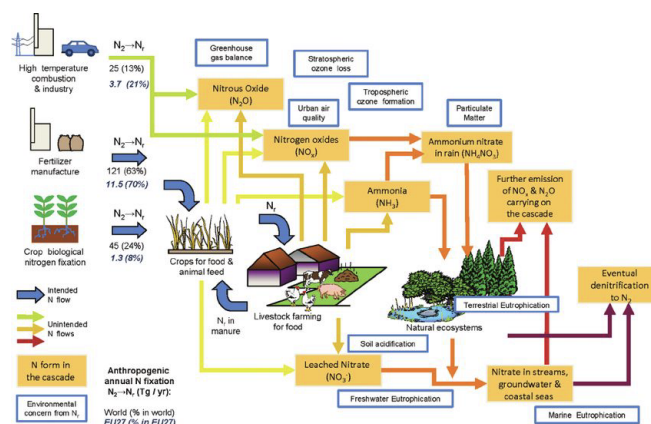 N₂→Nᵣ
High temperature
combustion
& industry
25 (13%)
3.7 (21%)
Fertilizer
manufacture
N₂→Nᵣ
121 (63%)
11.5 (70%)
Crop biological
nitrogen fixation
N₂→Nᵣ
45 (24%)
1.3 (8%)
Intended
N flow
Unintended
N flows
N form in
the cascade
Environmental
concern from Nᵣ
Anthropogenic
annual N fixation
N₂→Nᵣ (Tg / yr):
World (% in world)
EU27 (% in EU27)
Greenhouse
gas balance
Stratospheric
ozone loss
Tropospheric
ozone formation
Urban air
quality
Particulate
Matter
Nitrous Oxide
(N₂O)
Nitrogen oxides
(NOₓ)
Ammonium nitrate
in rain (NH₄NO₃)
Ammonia
(NH₃)
Further emission
of NOₓ & N₂O
carrying on
the cascade
Nᵣ
Crops for food &
animal feed
Nᵣ in
manure
Livestock farming
for food
Terrestrial Eutrophication
Natural ecosystems
Eventual
denitrification
to N₂
Soil acidification
Leached Nitrate
(NO₃⁻)
Freshwater Eutrophication
Nitrate in streams,
groundwater &
coastal seas
Marine Eutrophication